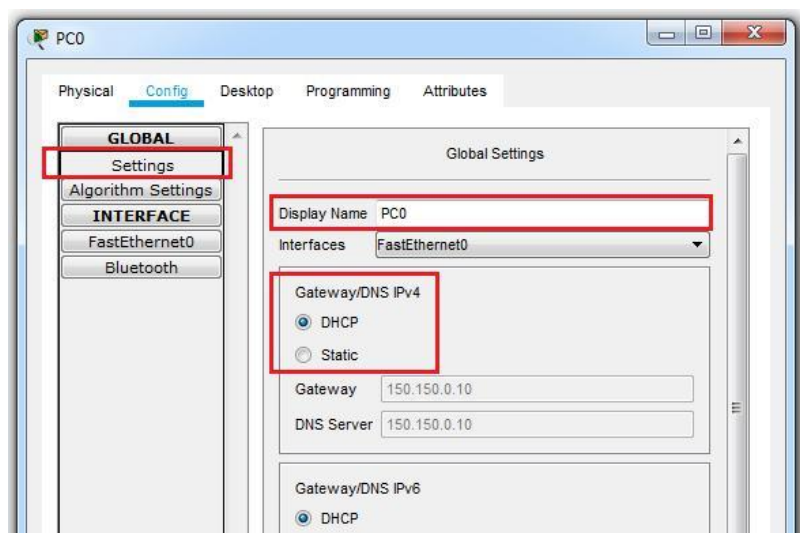 PC0
Physical Config Desktop Programming Attributes
GLOBAL
Settings
Algorithm Settings
INTERFACE
FastEthernet0
Bluetooth
Global Settings
Display Name PC0
Interfaces FastEthernet0
Gateway/DNS IPv4
DHCP
Static
Gateway 150.150.0.10
DNS Server 150.150.0.10
Gateway/DNS IPv6
DHCP